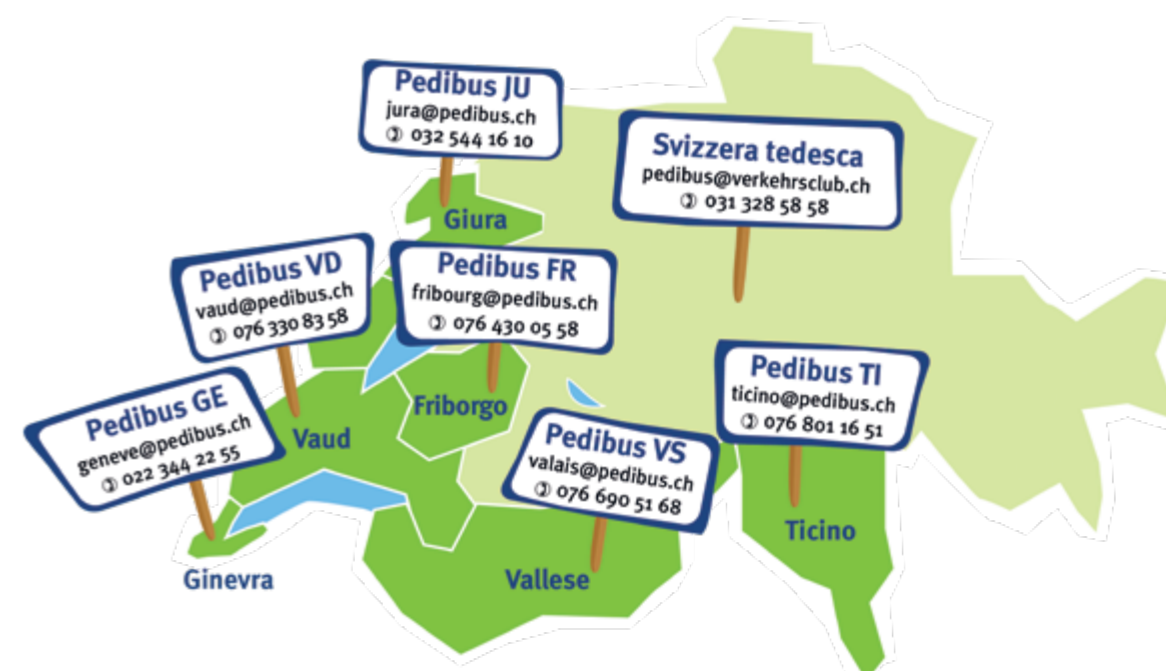 Pedibus JU
jura@pedibus.ch
✆ 032 544 16 10
Svizzera tedesca
pedibus@verkehrsclub.ch
✆ 031 328 58 58
Giura
Pedibus VD
vaud@pedibus.ch
✆ 076 330 83 58
Pedibus FR
fribourg@pedibus.ch
✆ 076 430 05 58
Pedibus TI
ticino@pedibus.ch
✆ 076 801 16 51
Pedibus GE
geneve@pedibus.ch
✆ 022 344 22 55
Friborgo
Vaud
Pedibus VS
valais@pedibus.ch
✆ 076 690 51 68
Ticino
Ginevra
Vallese